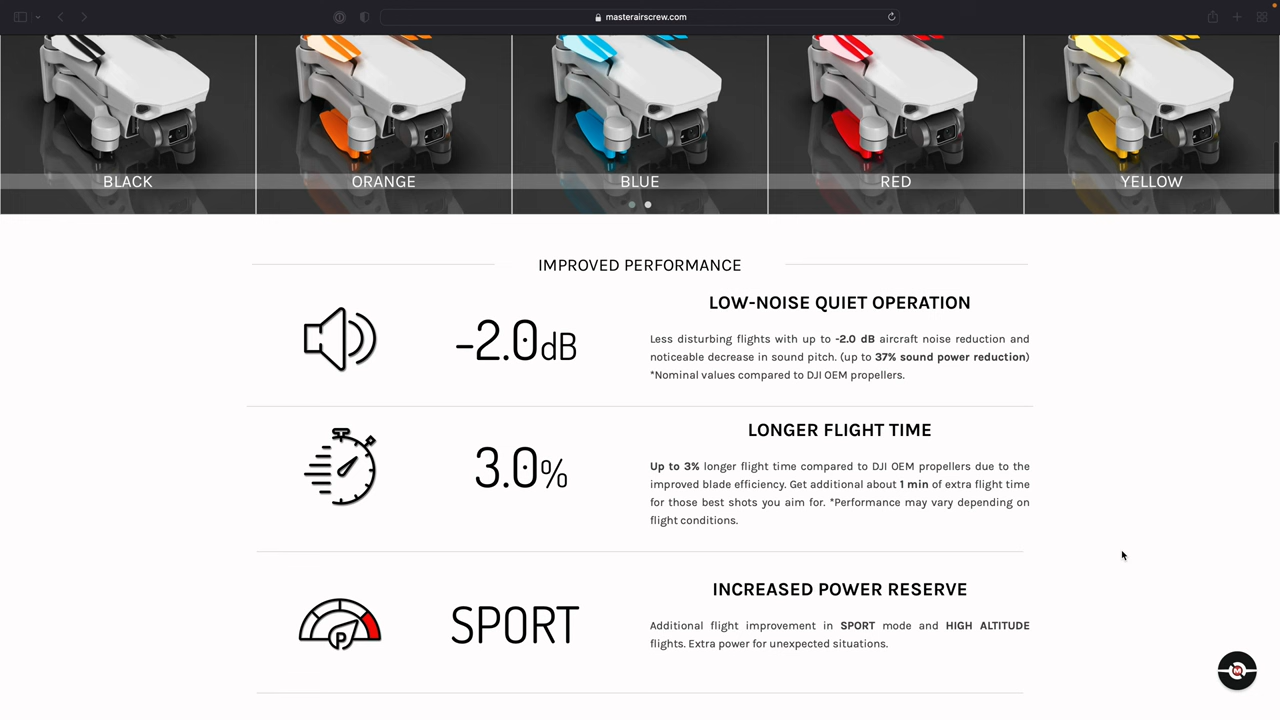 masterairscrew.com
BLACK
ORANGE
BLUE
RED
YELLOW
IMPROVED PERFORMANCE
-2.0dB
LOW-NOISE QUIET OPERATION
Less disturbing flights with up to -2.0 dB aircraft noise reduction and
noticeable decrease in sound pitch. (up to 37% sound power reduction)
*Nominal values compared to DJI OEM propellers.
3.0%
LONGER FLIGHT TIME
Up to 3% longer flight time compared to DJI OEM propellers due to the
improved blade efficiency. Get additional about 1 min of extra flight time
for those best shots you aim for. *Performance may vary depending on
flight conditions.
P
SPORT
INCREASED POWER RESERVE
Additional flight improvement in SPORT mode and HIGH ALTITUDE
flights. Extra power for unexpected situations.
M